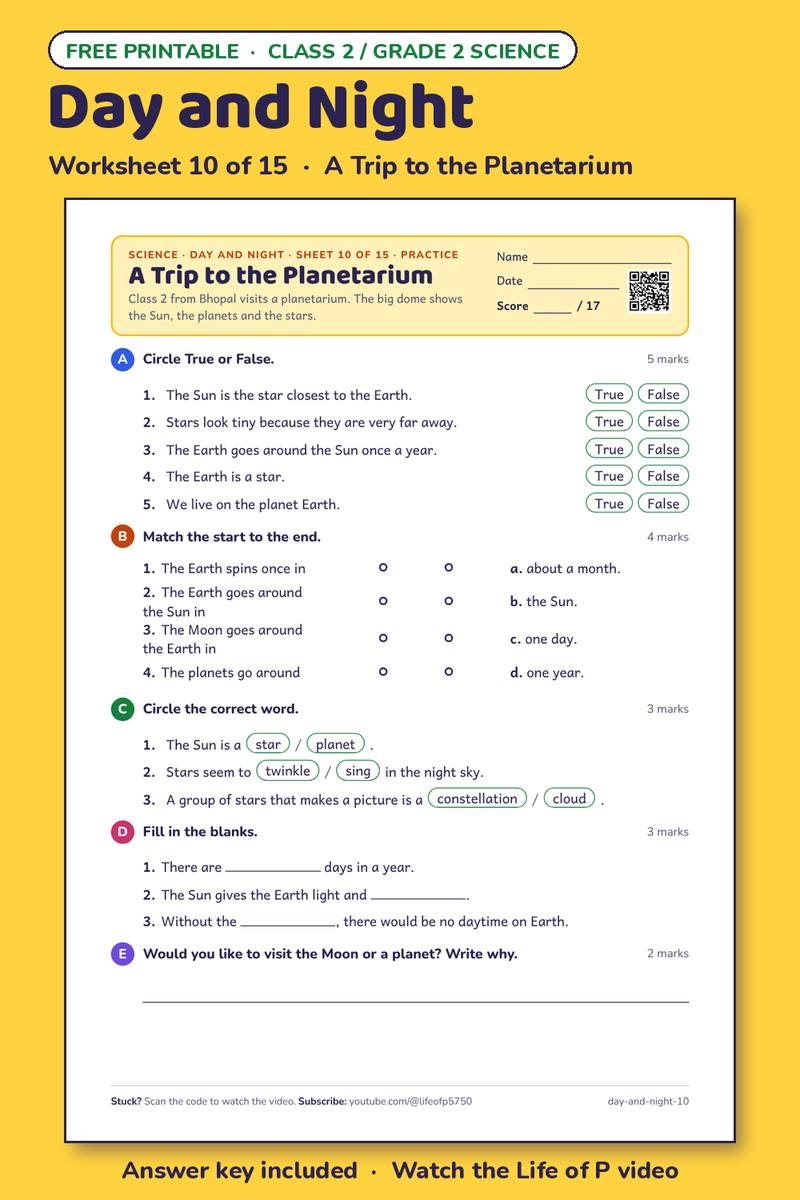 FREE PRINTABLE · CLASS 2 / GRADE 2 SCIENCE
Day and Night
Worksheet 10 of 15 · A Trip to the Planetarium
SCIENCE · DAY AND NIGHT · SHEET 10 OF 15 · PRACTICE
A Trip to the Planetarium
Class 2 from Bhopal visits a planetarium. The big dome shows
the Sun, the planets and the stars.
Name
Date
Score ______ / 17
A Circle True or False. 5 marks
1. The Sun is the star closest to the Earth. True False
2. Stars look tiny because they are very far away. True False
3. The Earth goes around the Sun once a year. True False
4. The Earth is a star. True False
5. We live on the planet Earth. True False
B Match the start to the end. 4 marks
1. The Earth spins once in a. about a month.
2. The Earth goes around
the Sun in b. the Sun.
3. The Moon goes around
the Earth in c. one day.
4. The planets go around d. one year.
C Circle the correct word. 3 marks
1. The Sun is a star / planet .
2. Stars seem to twinkle / sing in the night sky.
3. A group of stars that makes a picture is a constellation / cloud .
D Fill in the blanks. 3 marks
1. There are ____________ days in a year.
2. The Sun gives the Earth light and ____________.
3. Without the ____________, there would be no daytime on Earth.
E Would you like to visit the Moon or a planet? Write why. 2 marks
Stuck? Scan the code to watch the video. Subscribe: youtube.com/@lifeofp5750 day-and-night-10
Answer key included · Watch the Life of P video